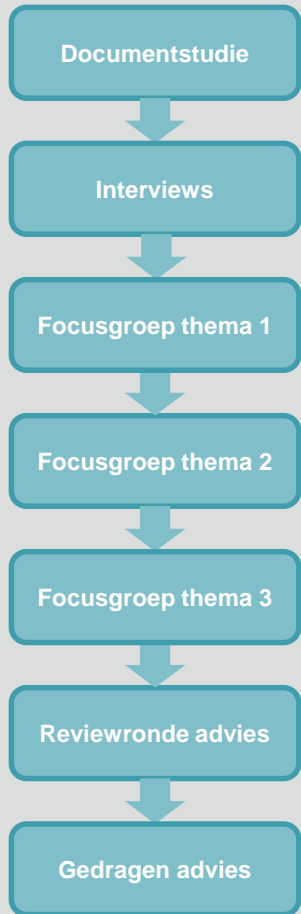 Documentstudie
Interviews
Focusgroep thema 1
Focusgroep thema 2
Focusgroep thema 3
Reviewronde advies
Gedragen advies